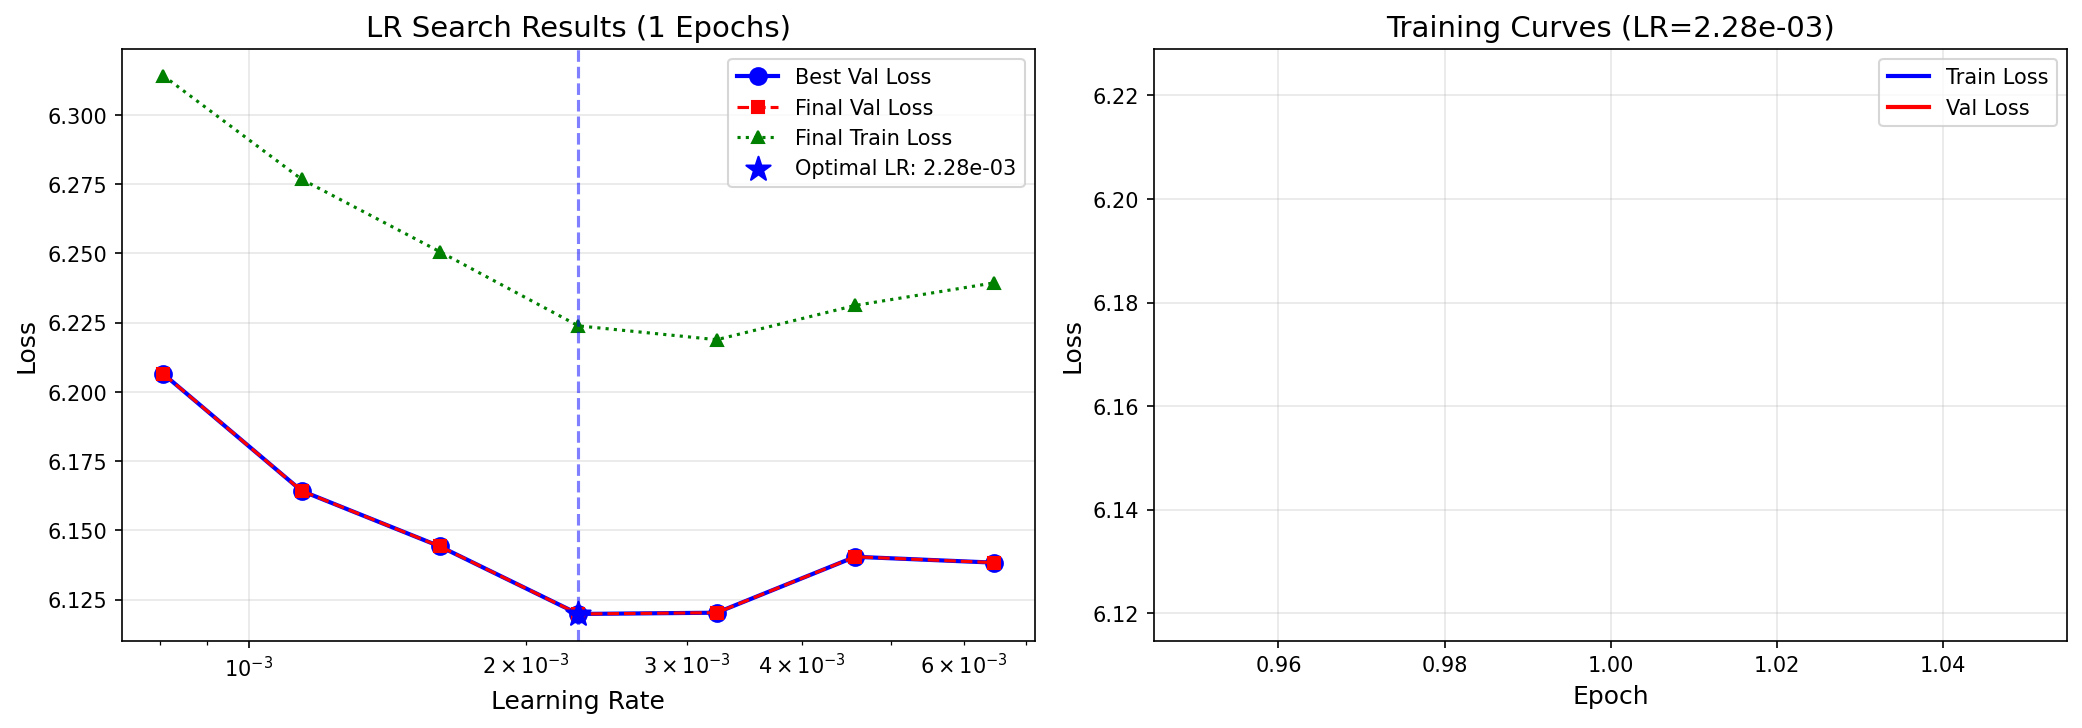 LR Search Results (1 Epochs)
Loss
6.300
6.275
6.250
6.225
6.200
6.175
6.150
6.125
Best Val Loss
Final Val Loss
Final Train Loss
Optimal LR: 2.28e-03
10⁻³
2 × 10⁻³
3 × 10⁻³
4 × 10⁻³
6 × 10⁻³
Learning Rate
Training Curves (LR=2.28e-03)
Loss
6.22
6.20
6.18
6.16
6.14
6.12
Train Loss
Val Loss
0.96
0.98
1.00
1.02
1.04
Epoch